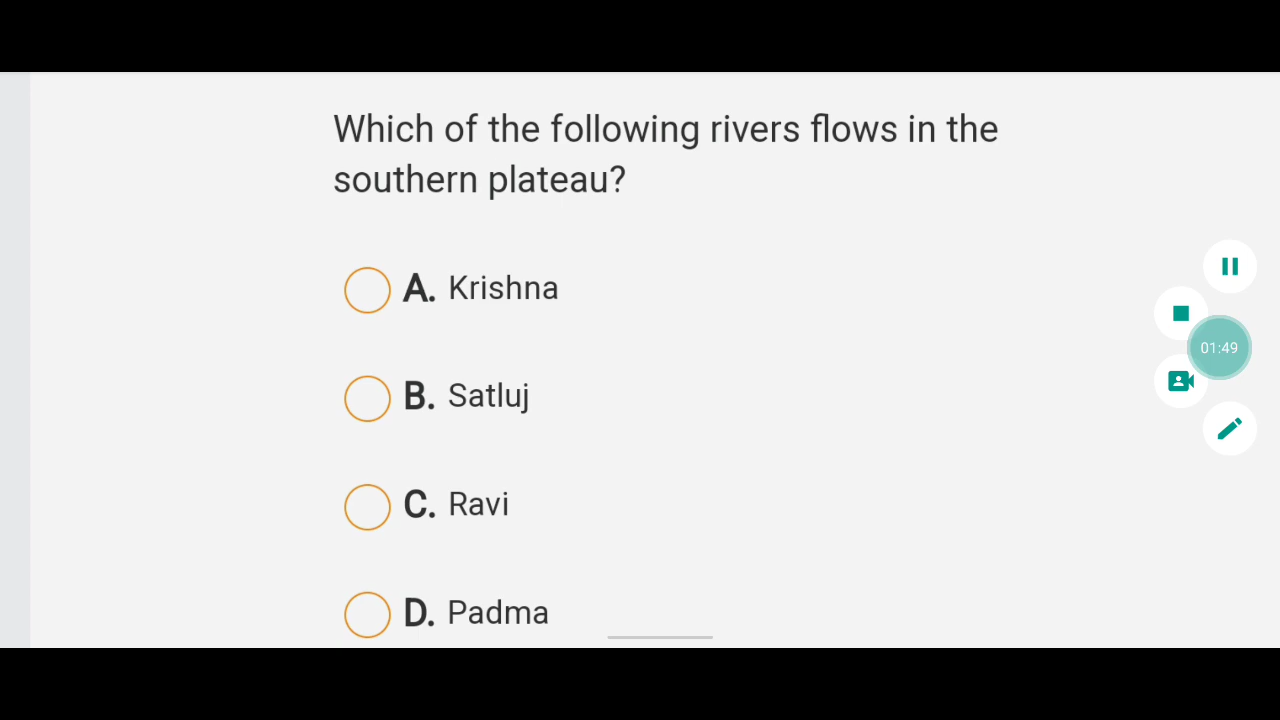 Which of the following rivers flows in the
southern plateau?
A. Krishna
B. Satluj
01:49
C. Ravi
D. Padma